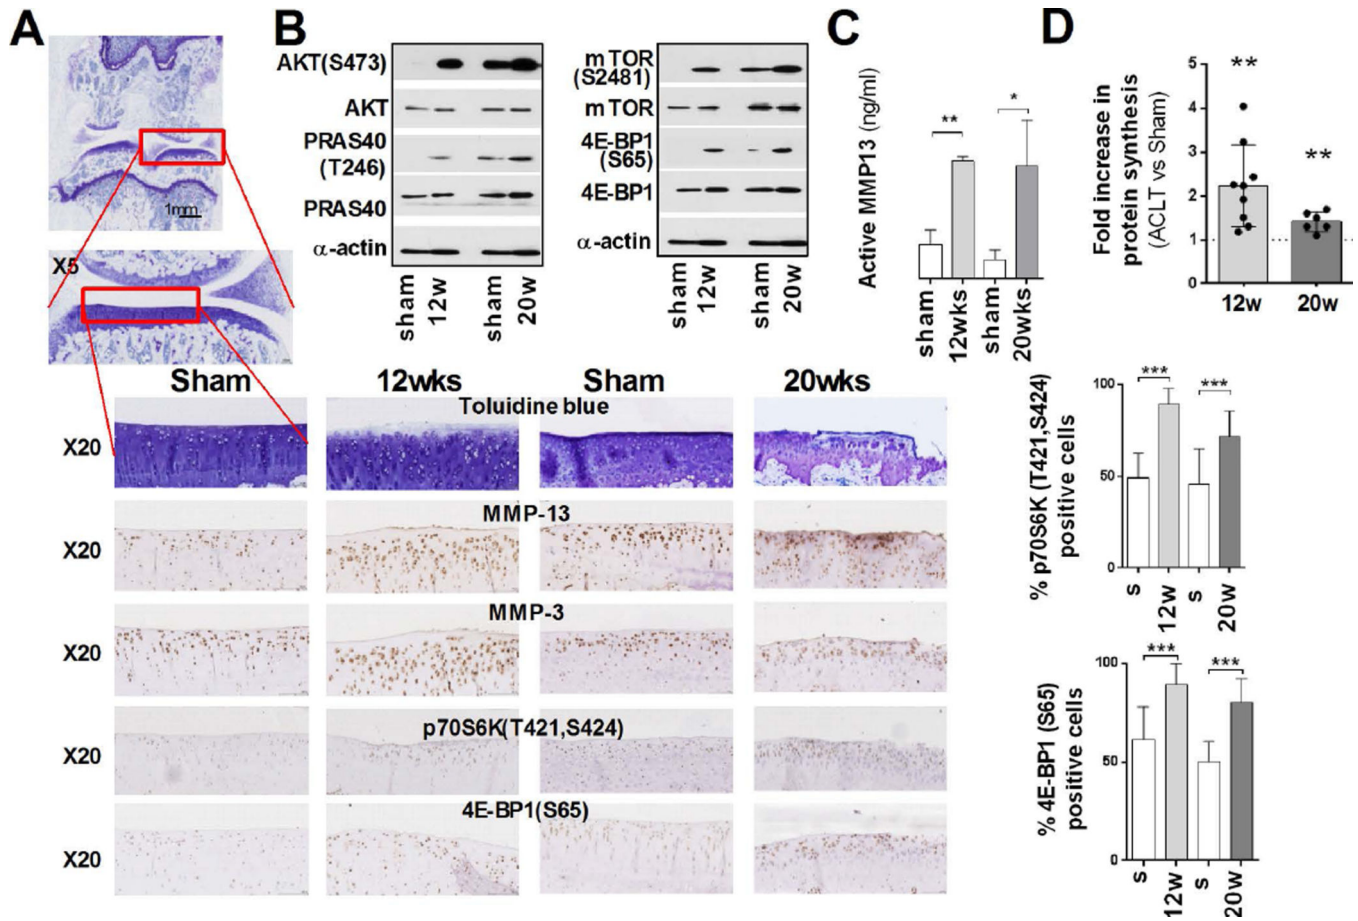 A
1mm
X5
B
AKT(S473)
AKT
PRAS40
(T246)
PRAS40
α-actin
sham
12w
sham
20w
mTOR
(S2481)
mTOR
4E-BP1
(S65)
4E-BP1
α-actin
sham
12w
sham
20w
C
Active MMP13 (ng/ml)
**
*
sham
12wks
sham
20wks
D
Fold increase in
protein synthesis
(ACLT vs Sham)
5
4
3
2
1
0
**
**
12w
20w
Sham
12wks
Sham
20wks
Toluidine blue
X20
MMP-13
X20
MMP-3
X20
p70S6K(T421,S424)
X20
4E-BP1(S65)
X20
% p70S6K (T421,S424)
positive cells
100
50
0
***
***
s
12w
s
20w
% 4E-BP1 (S65)
positive cells
100
50
0
***
***
s
12w
s
20w